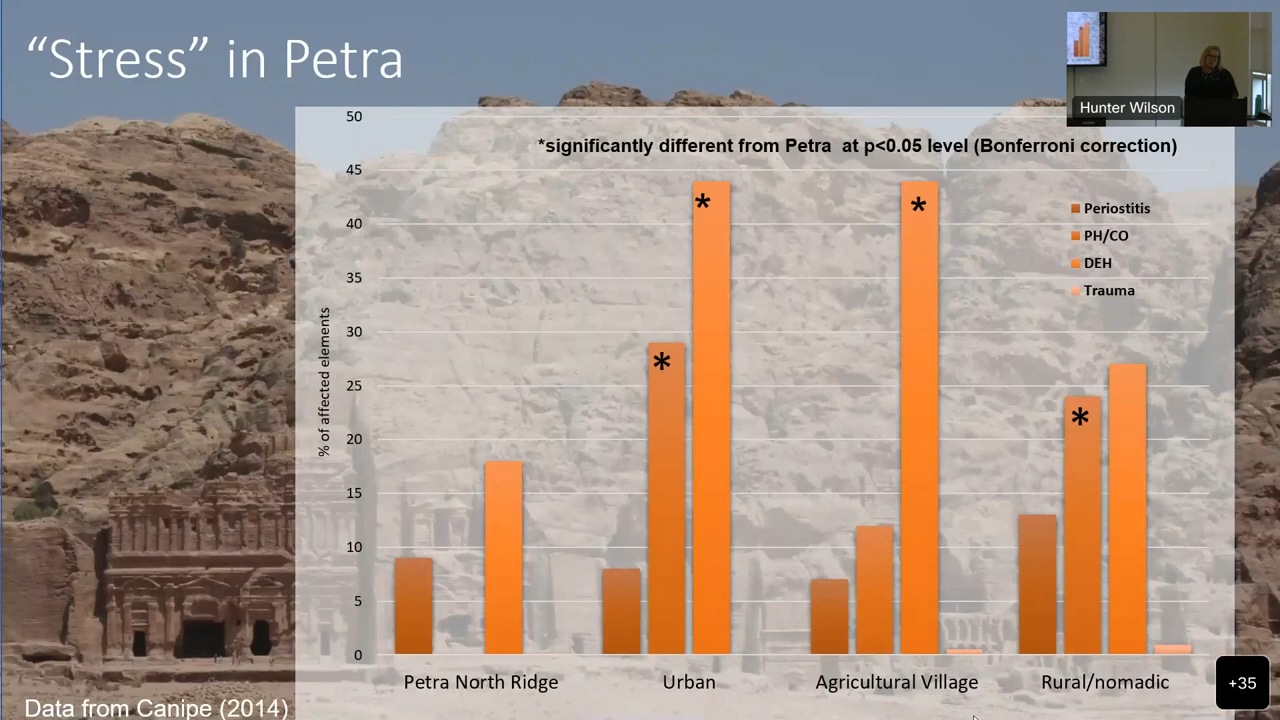 “Stress” in Petra
Hunter Wilson
*significantly different from Petra at p<0.05 level (Bonferroni correction)
% of affected elements
50
45
40
35
30
25
20
15
10
5
0
*
*
*
*
Periostitis
PH/CO
DEH
Trauma
Petra North Ridge
Urban
Agricultural Village
Rural/nomadic
+35
Data from Canipe (2014)